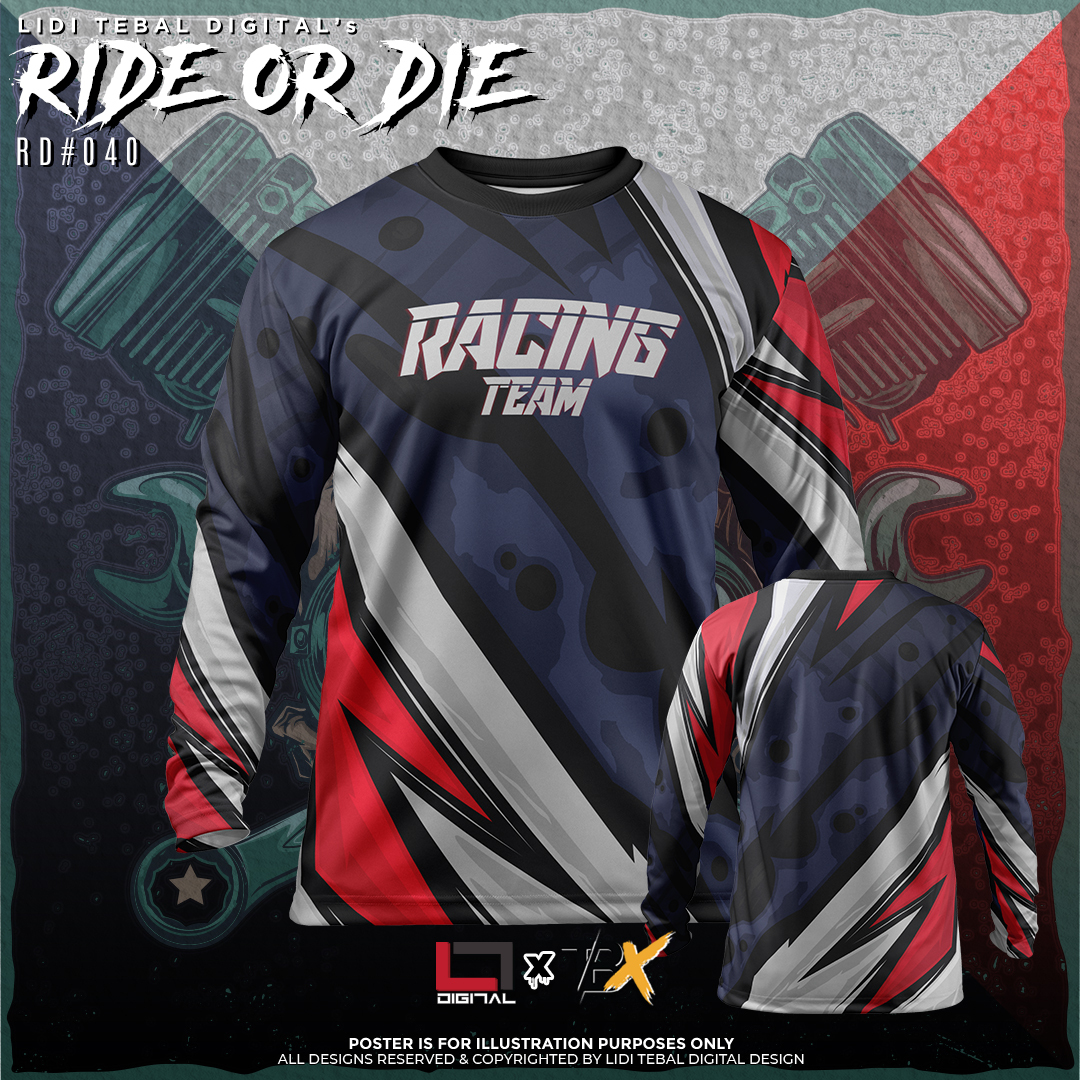 LIDI TEBAL DIGITAL's
RIDE OR DIE
RD#040
RACING
TEAM
DIGITAL
X
TBX
POSTER IS FOR ILLUSTRATION PURPOSES ONLY
ALL DESIGNS RESERVED & COPYRIGHTED BY LIDI TEBAL DIGITAL DESIGN